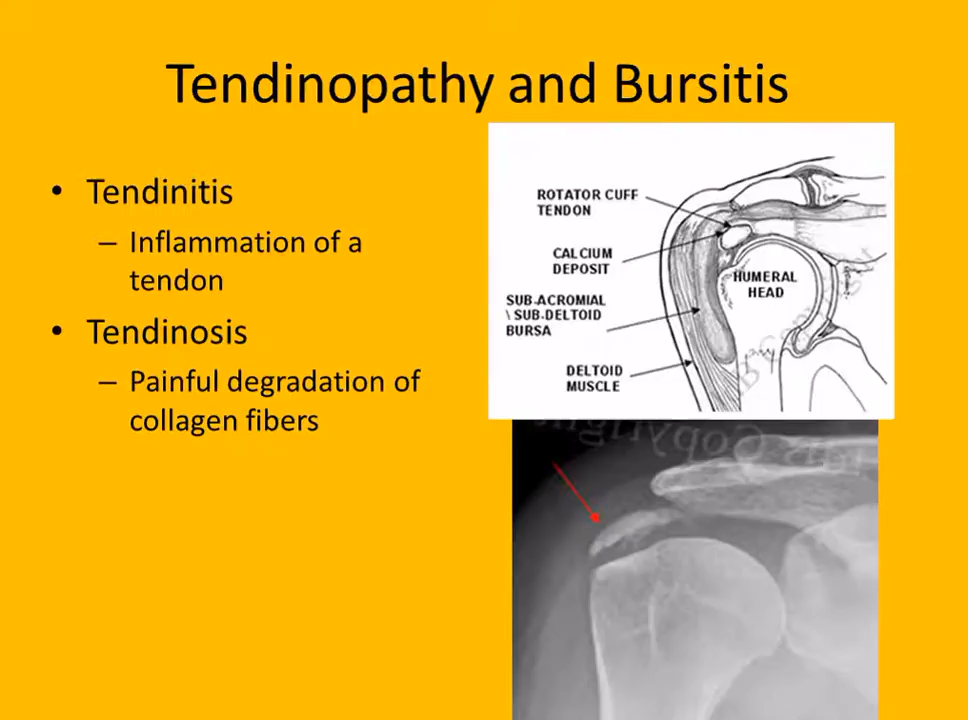 Tendinopathy and Bursitis
• Tendinitis
– Inflammation of a
tendon
• Tendinosis
– Painful degradation of
collagen fibers
ROTATOR CUFF
TENDON
CALCIUM
DEPOSIT
HUMERAL
HEAD
SUB-ACROMIAL
\ SUB-DELTOID
BURSA
DELTOID
MUSCLE
Copyright